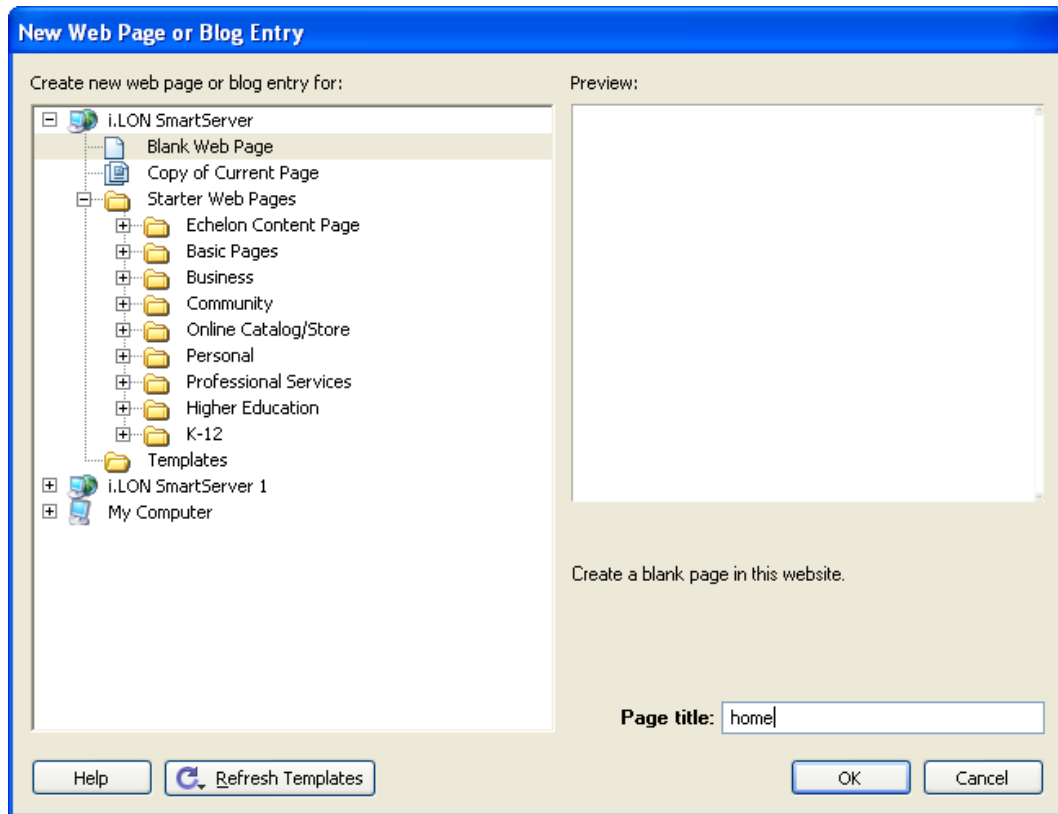 New Web Page or Blog Entry
Create new web page or blog entry for:
Preview:
i.LON SmartServer
Blank Web Page
Copy of Current Page
Starter Web Pages
Echelon Content Page
Basic Pages
Business
Community
Online Catalog/Store
Personal
Professional Services
Higher Education
K-12
Templates
i.LON SmartServer 1
My Computer
Create a blank page in this website.
Page title: home
Help
Refresh Templates
OK
Cancel